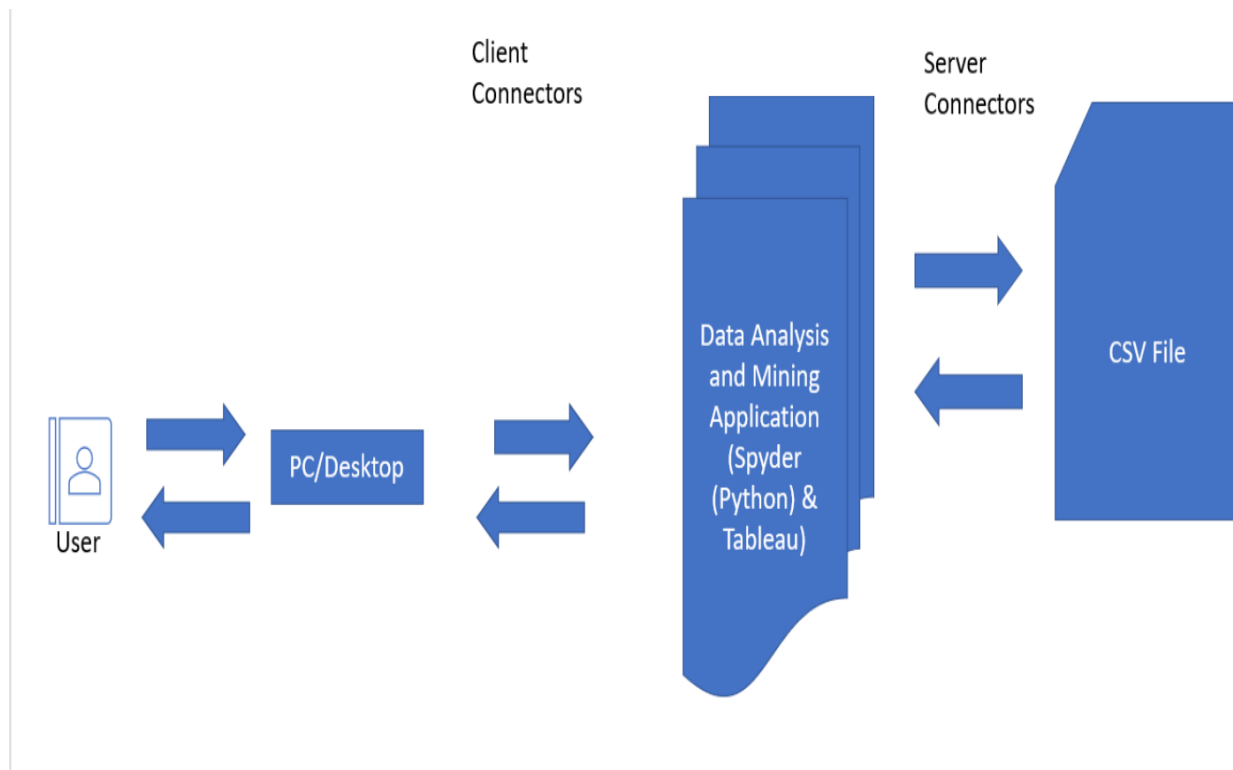 Client
Connectors
Server
Connectors
Data Analysis
and Mining
Application
(Spyder
(Python) &
Tableau)
CSV File
PC/Desktop
User